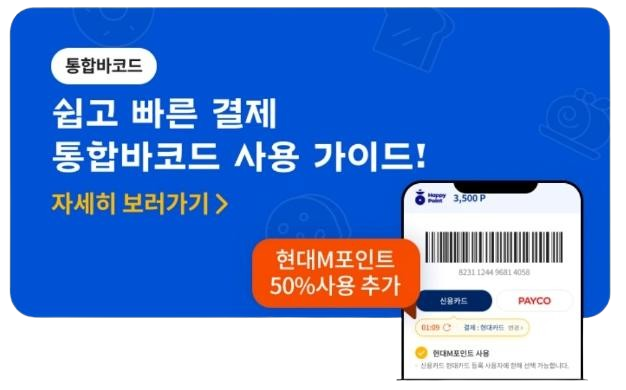 통합바코드
쉽고 빠른 결제
통합바코드 사용 가이드!
자세히 보러가기 >
현대M포인트
50%사용 추가
Happy
Point
3,500 P
8231 1244 9681 4058
신용카드
PAYCO
01:09
결제 : 현대카드 변경 >
현대M포인트 사용
- 신용카드 현대카드 등록 사용자에 한해 선택 가능합니다.